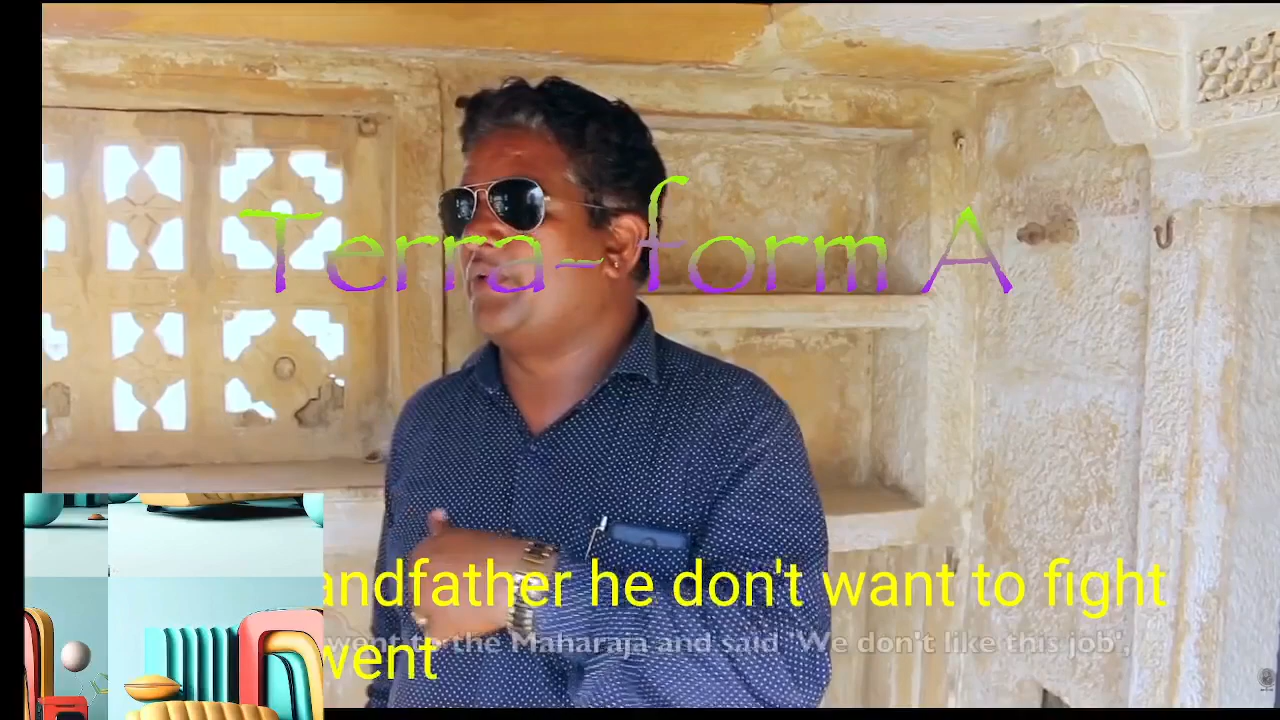 Terra-form A
andfather he don't want to fight
went to the Maharaja and said 'We don't like this job',
went